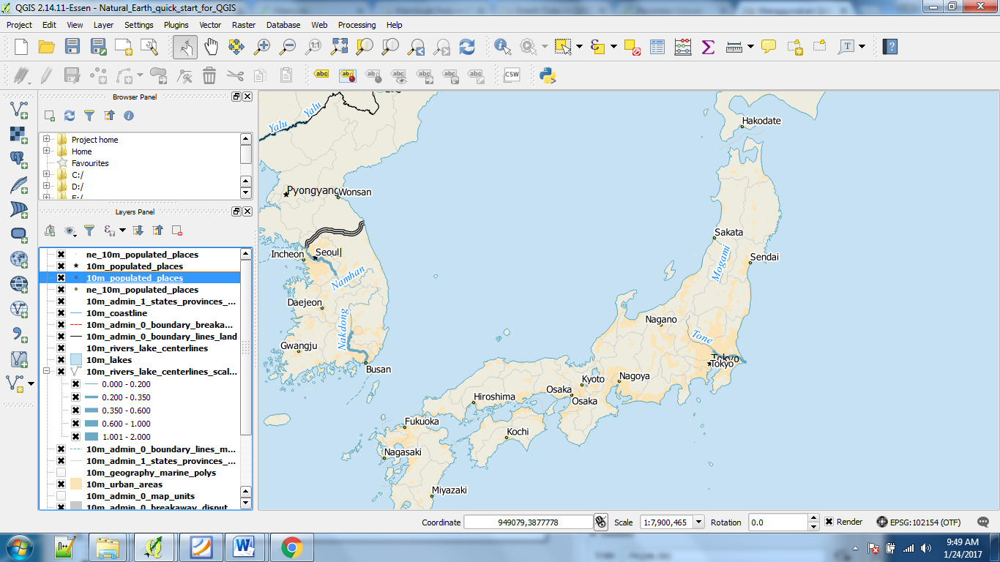 QGIS 2.14.11-Essen - Natural_Earth_quick_start_for_QGIS
Project Edit View Layer Settings Plugins Vector Raster Database Web Processing Help
1:1
abc abc abc abc abc abc abc CSW
Browser Panel
Project home
Home
Favourites
C:/
D:/
E:/
Layers Panel
ne_10m_populated_places
10m_populated_places
10m_populated_places
ne_10m_populated_places
10m_admin_1_states_provinces_...
10m_coastline
10m_admin_0_boundary_breaka...
10m_admin_0_boundary_lines_land
10m_rivers_lake_centerlines
10m_lakes
10m_rivers_lake_centerlines_scal...
0.000 - 0.200
0.200 - 0.350
0.350 - 0.600
0.600 - 1.000
1.001 - 2.000
10m_admin_0_boundary_lines_m...
10m_admin_1_states_provinces_...
10m_geography_marine_polys
10m_urban_areas
10m_admin_0_map_units
10m_admin_0_breakaway_disput
Yalu
Yalu
Hakodate
Pyongyang
Wonsan
Sakata
Incheon
Seoul
Sendai
Mogami
Namhan
Daejeon
Nagano
Nakdong
Tone
Gwangju
Tokyo
Tokyo
Busan
Kyoto
Nagoya
Osaka
Osaka
Hiroshima
Fukuoka
Kochi
Nagasaki
Miyazaki
Coordinate 949079,3877778 Scale 1:7,900,465 Rotation 0.0 Render EPSG:102154 (OTF)
9:49 AM
1/24/2017